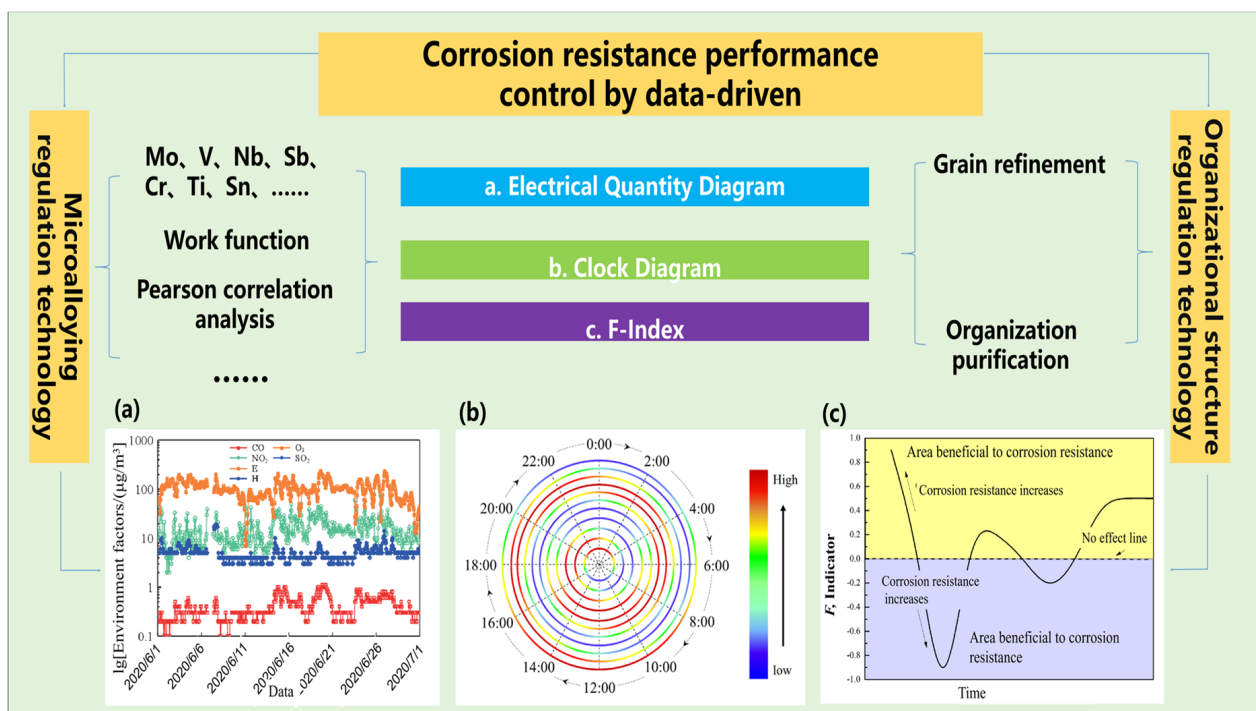 Corrosion resistance performance
control by data-driven
Microalloying
regulation technology
Mo、V、Nb、Sb、
Cr、Ti、Sn、......
Work function
Pearson correlation
analysis
......
a. Electrical Quantity Diagram
b. Clock Diagram
c. F-Index
Grain refinement
Organization
purification
Organizational structure
regulation technology
(a)
lg[Environment factors/(μg/m³)
1000
100
10
1
0.1
CO
O₃
NO₂
SO₂
E
H
2020/6/1
2020/6/6
2020/6/11
2020/6/16
020/6/21
2020/6/26
2020/7/1
Data
(b)
0:00
2:00
4:00
6:00
8:00
10:00
12:00
14:00
16:00
18:00
20:00
22:00
High
low
(c)
F, Indicator
1.0
0.8
0.6
0.4
0.2
0.0
-0.2
-0.4
-0.6
-0.8
-1.0
Area beneficial to corrosion resistance
Corrosion resistance increases
No effect line
Corrosion resistance
increases
Area beneficial to corrosion
resistance
Time